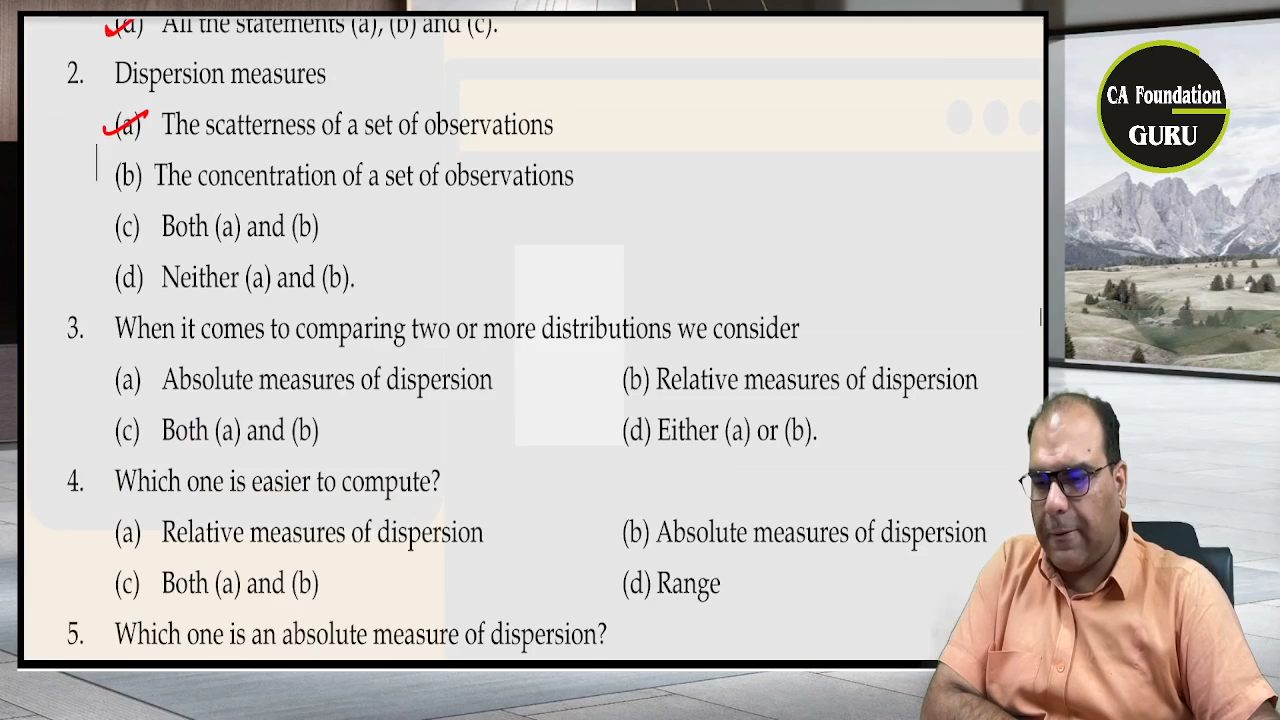 (d) All the statements (a), (b) and (c).
2. Dispersion measures
(a) The scatterness of a set of observations
(b) The concentration of a set of observations
(c) Both (a) and (b)
(d) Neither (a) and (b).
3. When it comes to comparing two or more distributions we consider
(a) Absolute measures of dispersion (b) Relative measures of dispersion
(c) Both (a) and (b) (d) Either (a) or (b).
4. Which one is easier to compute?
(a) Relative measures of dispersion (b) Absolute measures of dispersion
(c) Both (a) and (b) (d) Range
5. Which one is an absolute measure of dispersion?
CA Foundation
GURU